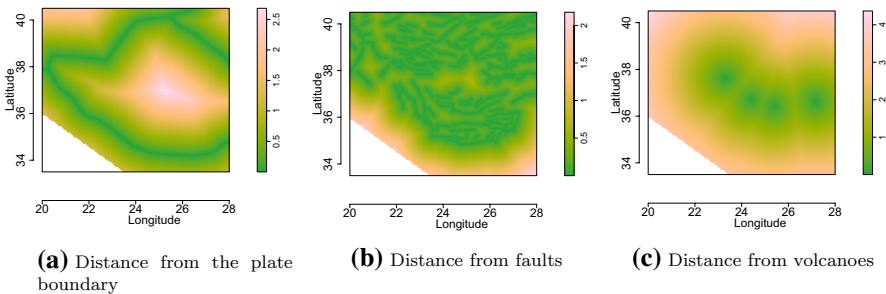 40
38
36
34
Latitude
20 22 24 26 28
Longitude
0.5 1 1.5 2 2.5
40
38
36
34
Latitude
20 22 24 26 28
Longitude
0.5 1 1.5 2
40
38
36
34
Latitude
20 22 24 26 28
Longitude
1 2 3 4
(a) Distance from the plate
boundary
(b) Distance from faults
(c) Distance from volcanoes